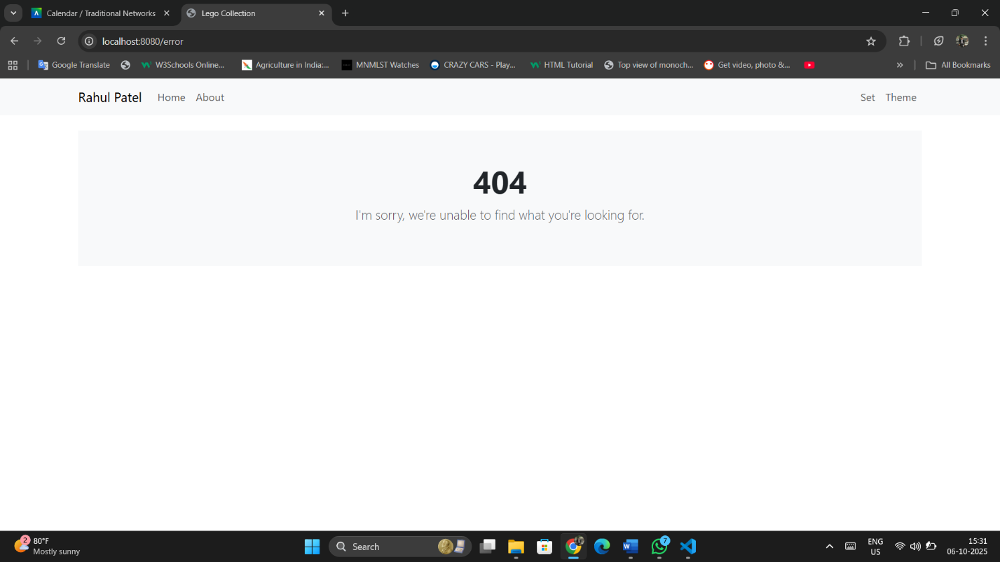 Calendar / Traditional Networks
Lego Collection
localhost:8080/error
Google Translate
W3Schools Online...
Agriculture in India:...
MNMLST Watches
CRAZY CARS - Play...
HTML Tutorial
Top view of monoch...
Get video, photo &...
All Bookmarks
Rahul Patel Home About Set Theme
404
I'm sorry, we're unable to find what you're looking for.
2
80°F
Mostly sunny
Search
7
ENG
US
15:31
06-10-2025